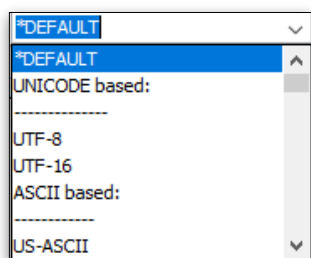 *DEFAULT
*DEFAULT
UNICODE based:
--------------
UTF-8
UTF-16
ASCII based:
------------
US-ASCII